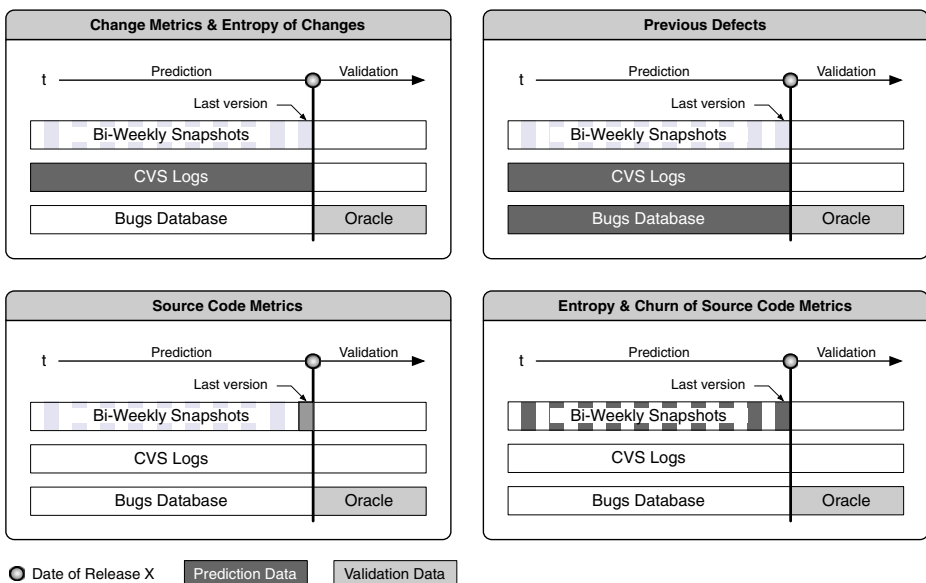 Change Metrics & Entropy of Changes
t
Prediction
Validation
Last version
Bi-Weekly Snapshots
CVS Logs
Bugs Database
Oracle
Previous Defects
t
Prediction
Validation
Last version
Bi-Weekly Snapshots
CVS Logs
Bugs Database
Oracle
Source Code Metrics
t
Prediction
Validation
Last version
Bi-Weekly Snapshots
CVS Logs
Bugs Database
Oracle
Entropy & Churn of Source Code Metrics
t
Prediction
Validation
Last version
Bi-Weekly Snapshots
CVS Logs
Bugs Database
Oracle
Date of Release X
Prediction Data
Validation Data